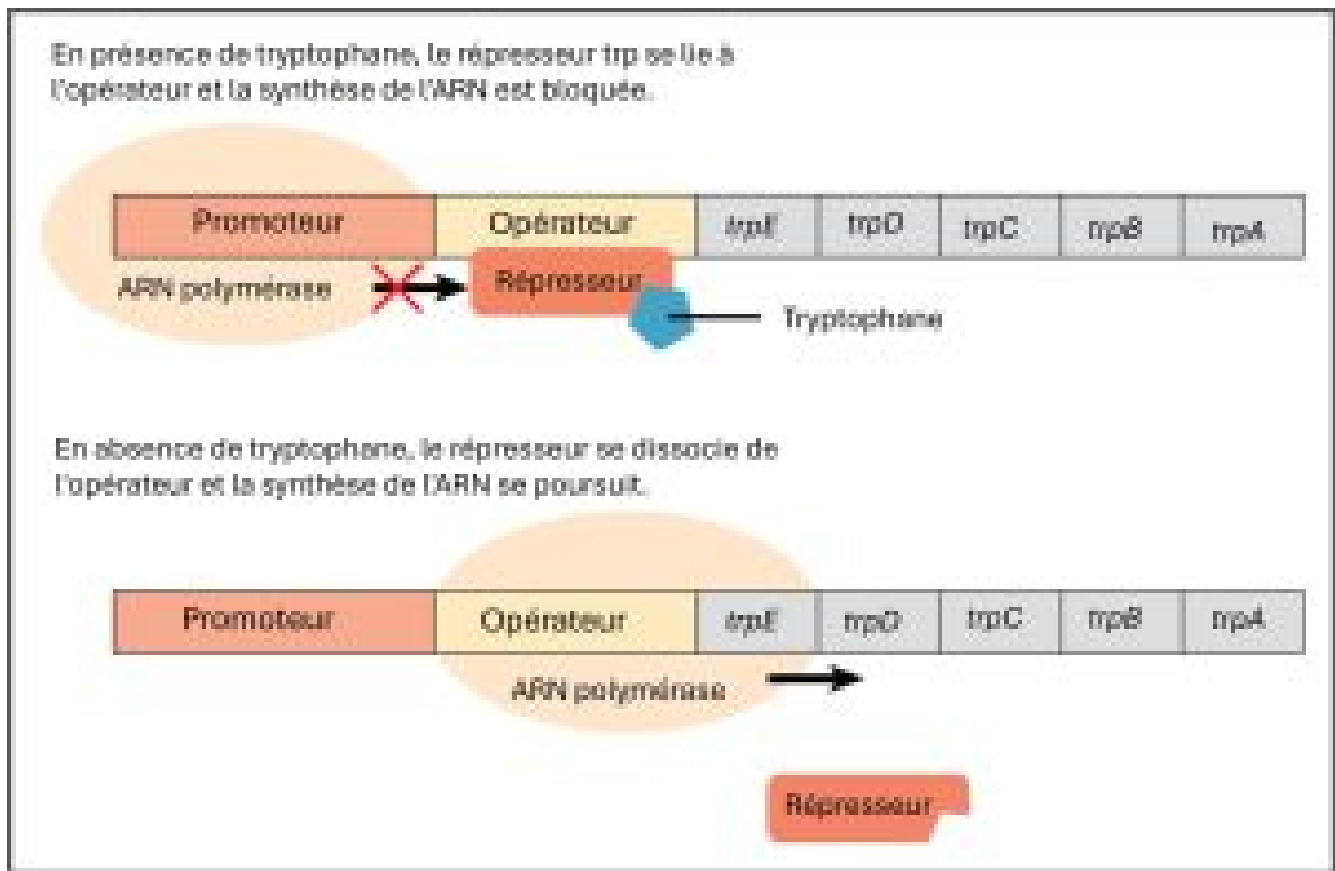 En présence de tryptophane, le répresseur trp se lie à
l'opérateur et la synthèse de l'ARN est bloquée.
Promoteur Opérateur trpE trpD trpC trpB trpA
ARN polymérase Répresseur
Tryptophane
En absence de tryptophane, le répresseur se dissocie de
l'opérateur et la synthèse de l'ARN se poursuit.
Promoteur Opérateur trpE trpD trpC trpB trpA
ARN polymérase
Répresseur